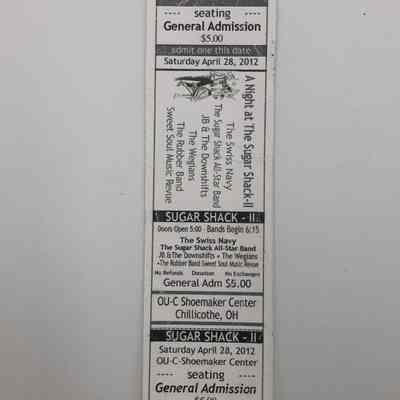 seating
General Admission
$5.00
admit one this date
Saturday April 28, 2012
A Night at The Sugar Shack-II
The Swiss Navy
The Sugar Shack All-Star Band
JB & The Downshifts
The Wegians
The Rubber Band
Sweet Soul Music Revue
SUGAR SHACK - II
Doors Open 5:00 - Bands Begin 6:15
The Swiss Navy
The Sugar Shack All-Star Band
JB &The Downshifts • The Wegians
•The Rubber Band Sweet Soul Music Revue
No Refunds Donation No Exchanges
General Adm $5.00
OU-C Shoemaker Center
Chillicothe, OH
SUGAR SHACK - II
Saturday April 28, 2012
OU-C-Shoemaker Center
seating
General Admission
$5.00